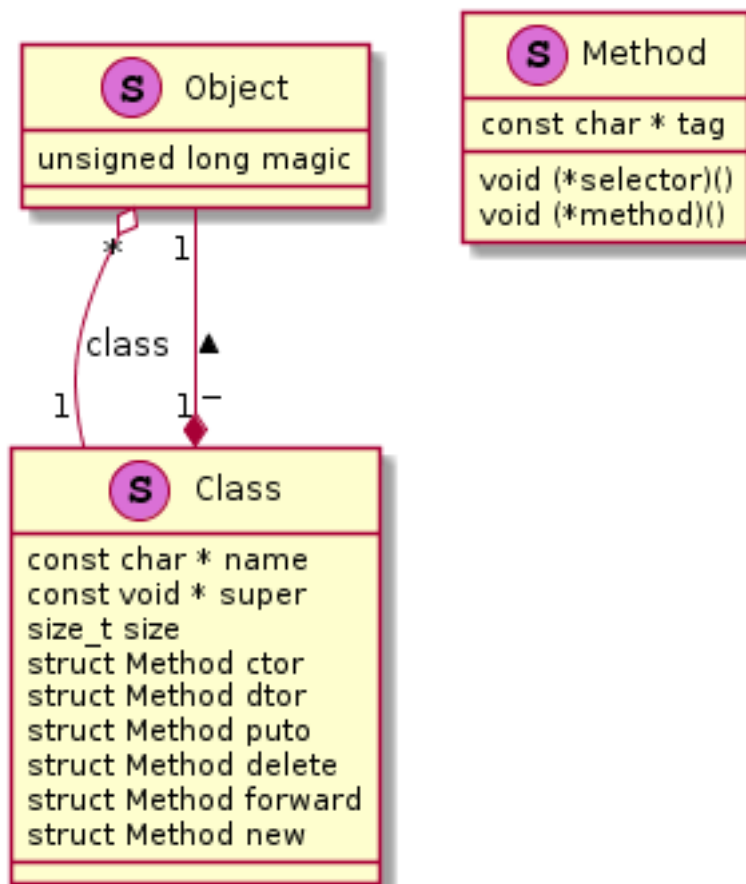 S Object
unsigned long magic
S Method
const char * tag
void (*selector)()
void (*method)()
*
1
class ▲
1
1 _
S Class
const char * name
const void * super
size_t size
struct Method ctor
struct Method dtor
struct Method puto
struct Method delete
struct Method forward
struct Method new